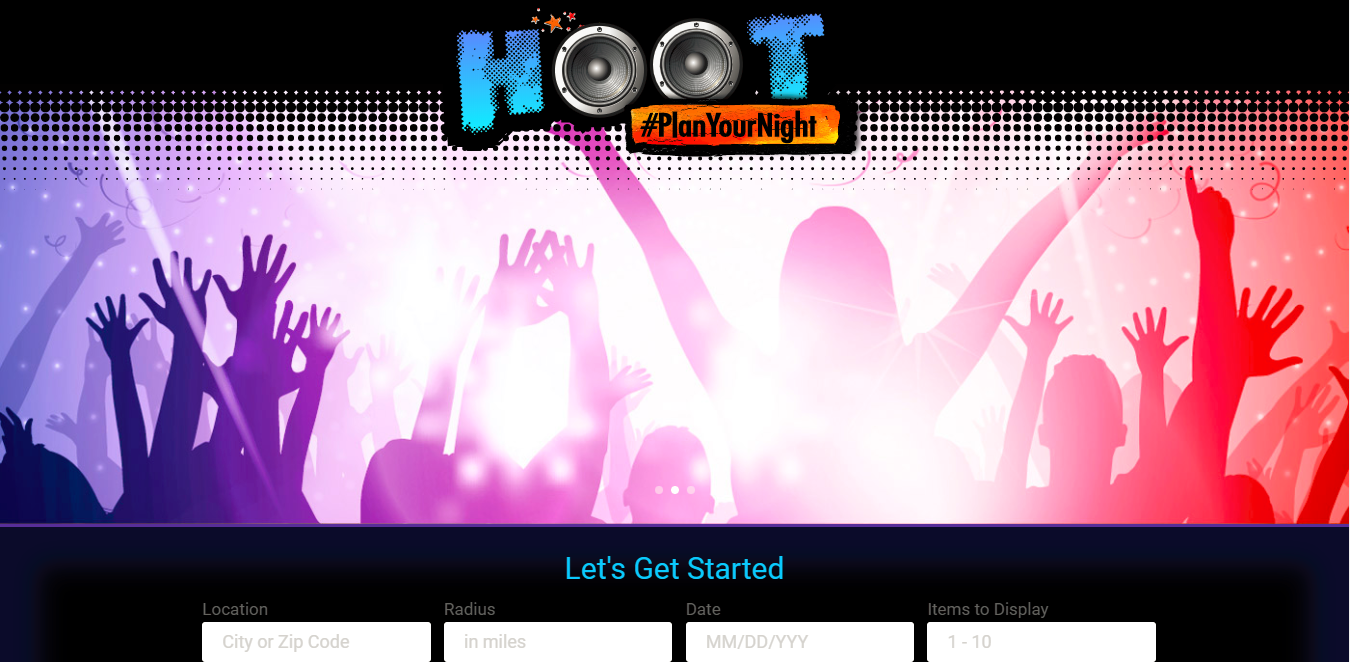 HOOT
#PlanYourNight
Let's Get Started
Location Radius Date Items to Display
City or Zip Code in miles MM/DD/YYY 1 - 10